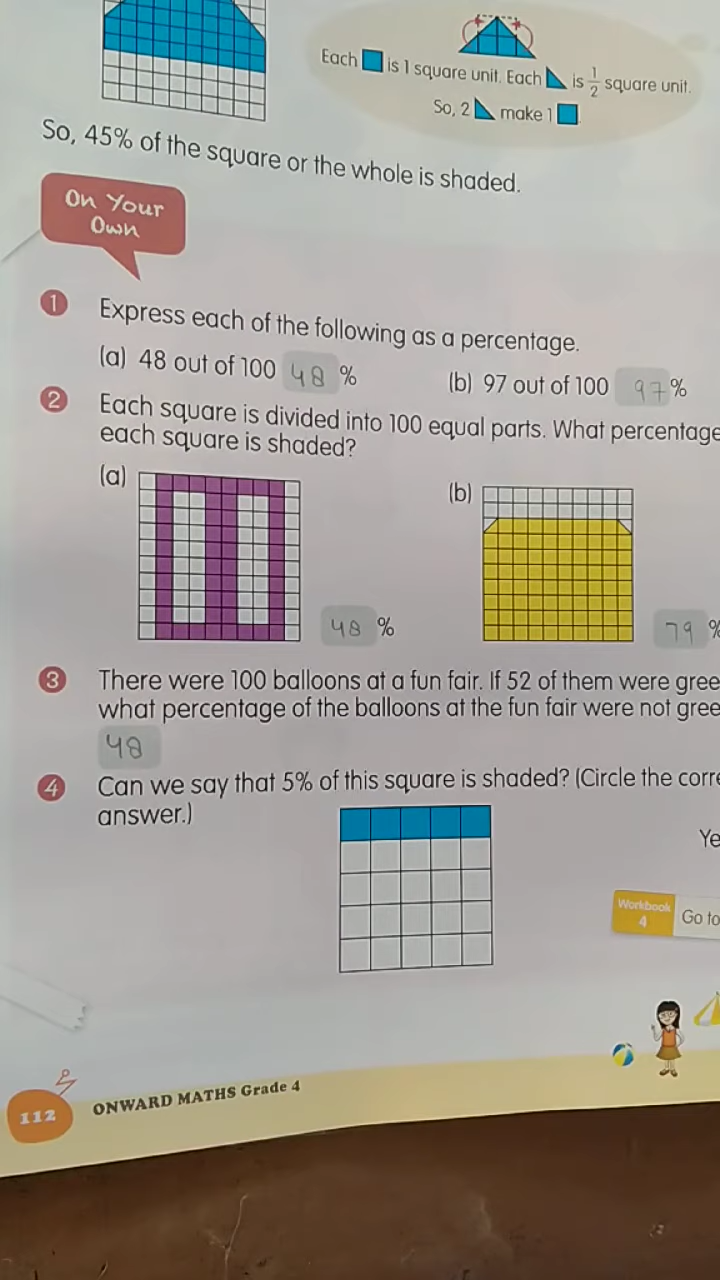 Each is 1 square unit. Each is 1/2 square unit.
So, 2 make 1
So, 45% of the square or the whole is shaded.
On Your
Own
1 Express each of the following as a percentage.
(a) 48 out of 100 48 %
(b) 97 out of 100 97 %
2 Each square is divided into 100 equal parts. What percentage
each square is shaded?
(a)
(b)
48 %
79 %
3 There were 100 balloons at a fun fair. If 52 of them were gree
what percentage of the balloons at the fun fair were not gree
48
4 Can we say that 5% of this square is shaded? (Circle the corre
answer.)
Ye
Workbook
4
Go to
112 ONWARD MATHS Grade 4